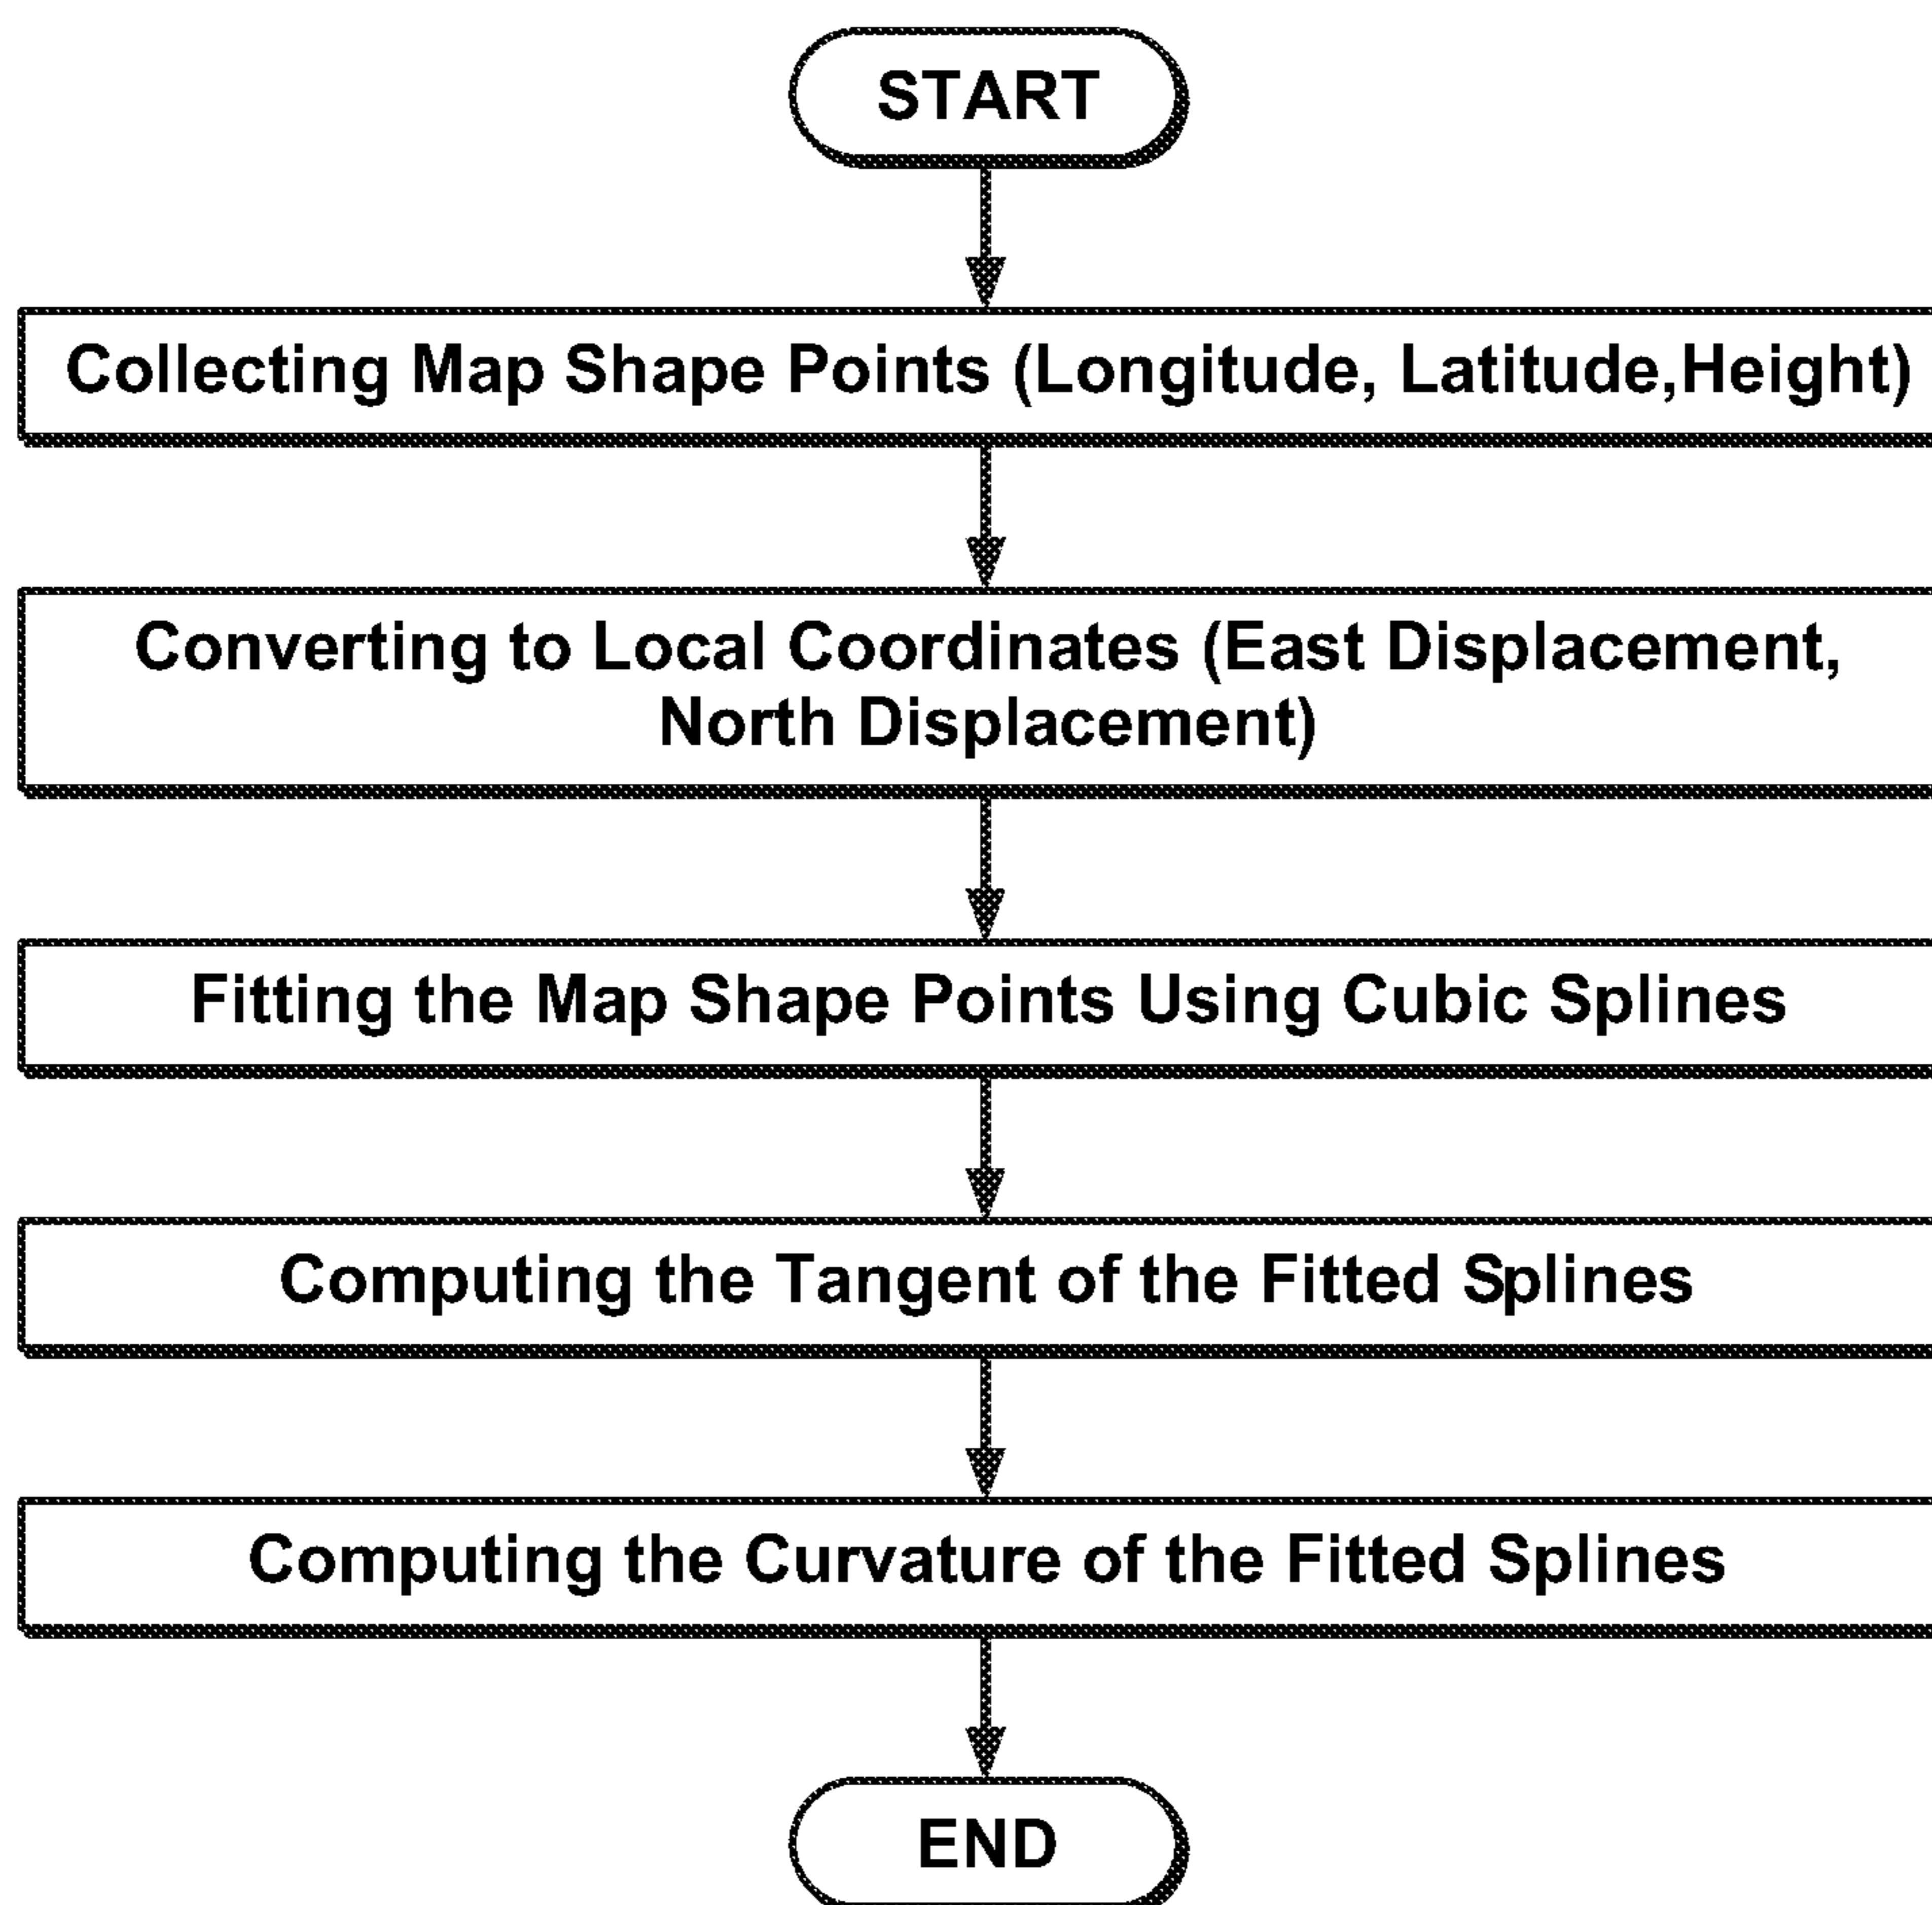 START
Collecting Map Shape Points (Longitude, Latitude,Height)
Converting to Local Coordinates (East Displacement,
North Displacement)
Fitting the Map Shape Points Using Cubic Splines
Computing the Tangent of the Fitted Splines
Computing the Curvature of the Fitted Splines
END